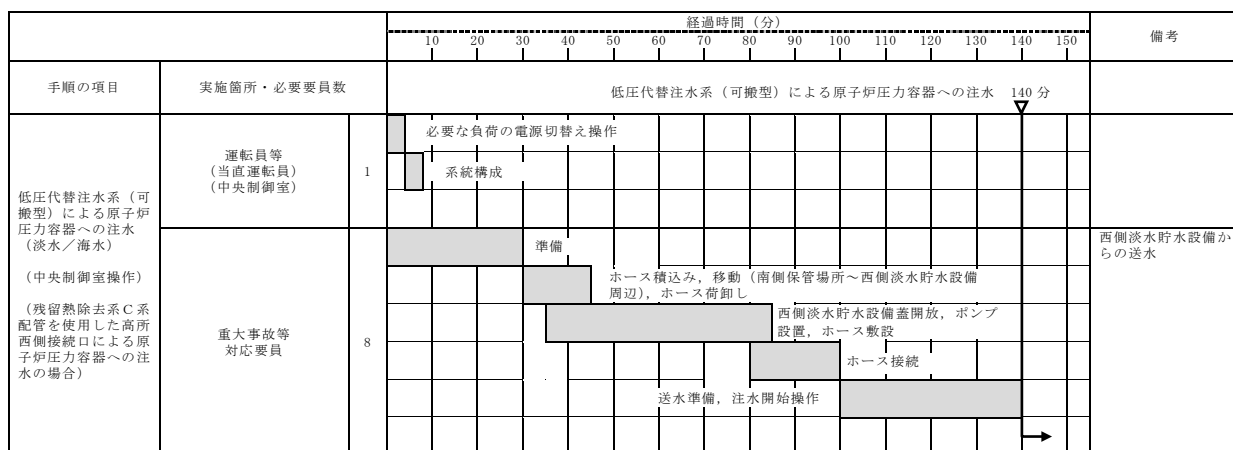 経過時間（分）
備考
10 20 30 40 50 60 70 80 90 100 110 120 130 140 150
手順の項目
実施箇所・必要要員数
低圧代替注水系（可搬型）による原子炉圧力容器への注水 140 分
低圧代替注水系（可
搬型）による原子炉
圧力容器への注水
（淡水／海水）
（中央制御室操作）
（残留熱除去系Ｃ系
配管を使用した高所
西側接続口による原
子炉圧力容器への注
水の場合）
運転員等
（当直運転員）
（中央制御室）
1
必要な負荷の電源切替え操作
系統構成
重大事故等
対応要員
8
準備
ホース積込み，移動（南側保管場所～西側淡水貯水設備
周辺），ホース荷卸し
西側淡水貯水設備蓋開放，ポンプ
設置，ホース敷設
ホース接続
送水準備，注水開始操作
西側淡水貯水設備か
らの送水